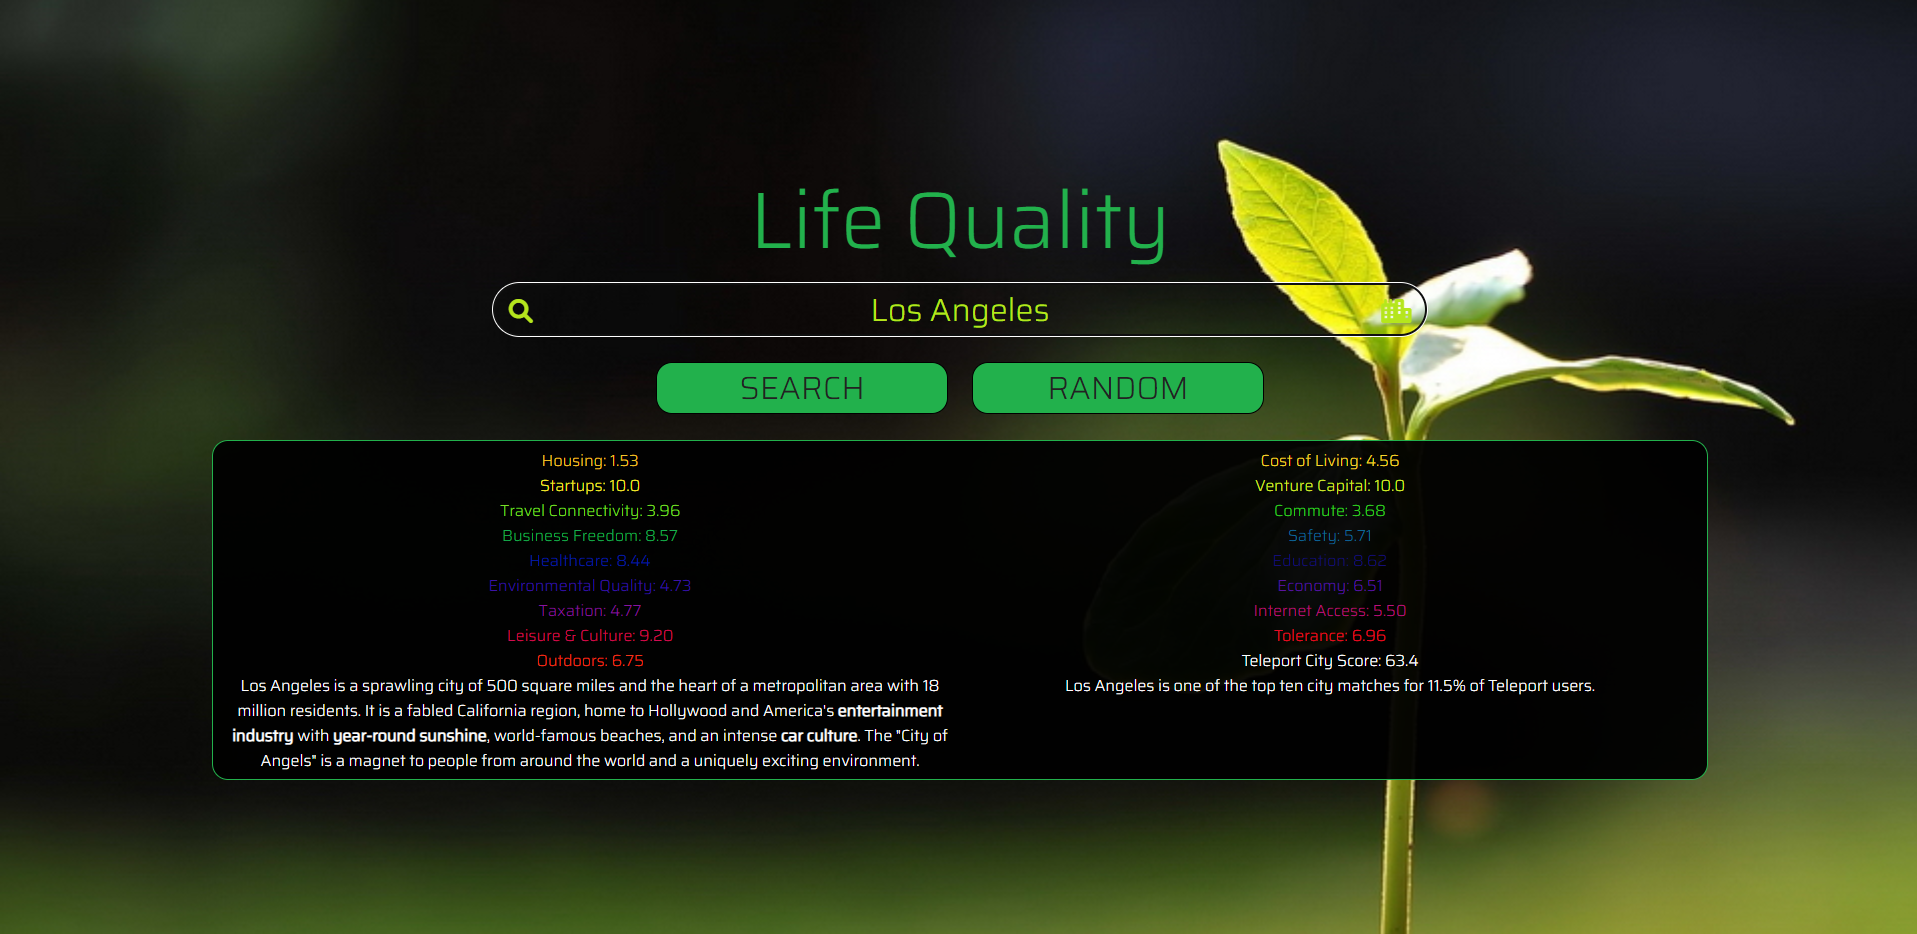 Life Quality
Los Angeles
SEARCH
RANDOM
Housing: 1.53
Cost of Living: 4.56
Startups: 10.0
Venture Capital: 10.0
Travel Connectivity: 3.96
Commute: 3.68
Business Freedom: 8.57
Safety: 5.71
Healthcare: 8.44
Education: 8.62
Environmental Quality: 4.73
Economy: 6.51
Taxation: 4.77
Internet Access: 5.50
Leisure & Culture: 9.20
Tolerance: 6.96
Outdoors: 6.75
Teleport City Score: 63.4
Los Angeles is a sprawling city of 500 square miles and the heart of a metropolitan area with 18
million residents. It is a fabled California region, home to Hollywood and America's entertainment
industry with year-round sunshine, world-famous beaches, and an intense car culture. The "City of
Angels" is a magnet to people from around the world and a uniquely exciting environment.
Los Angeles is one of the top ten city matches for 11.5% of Teleport users.